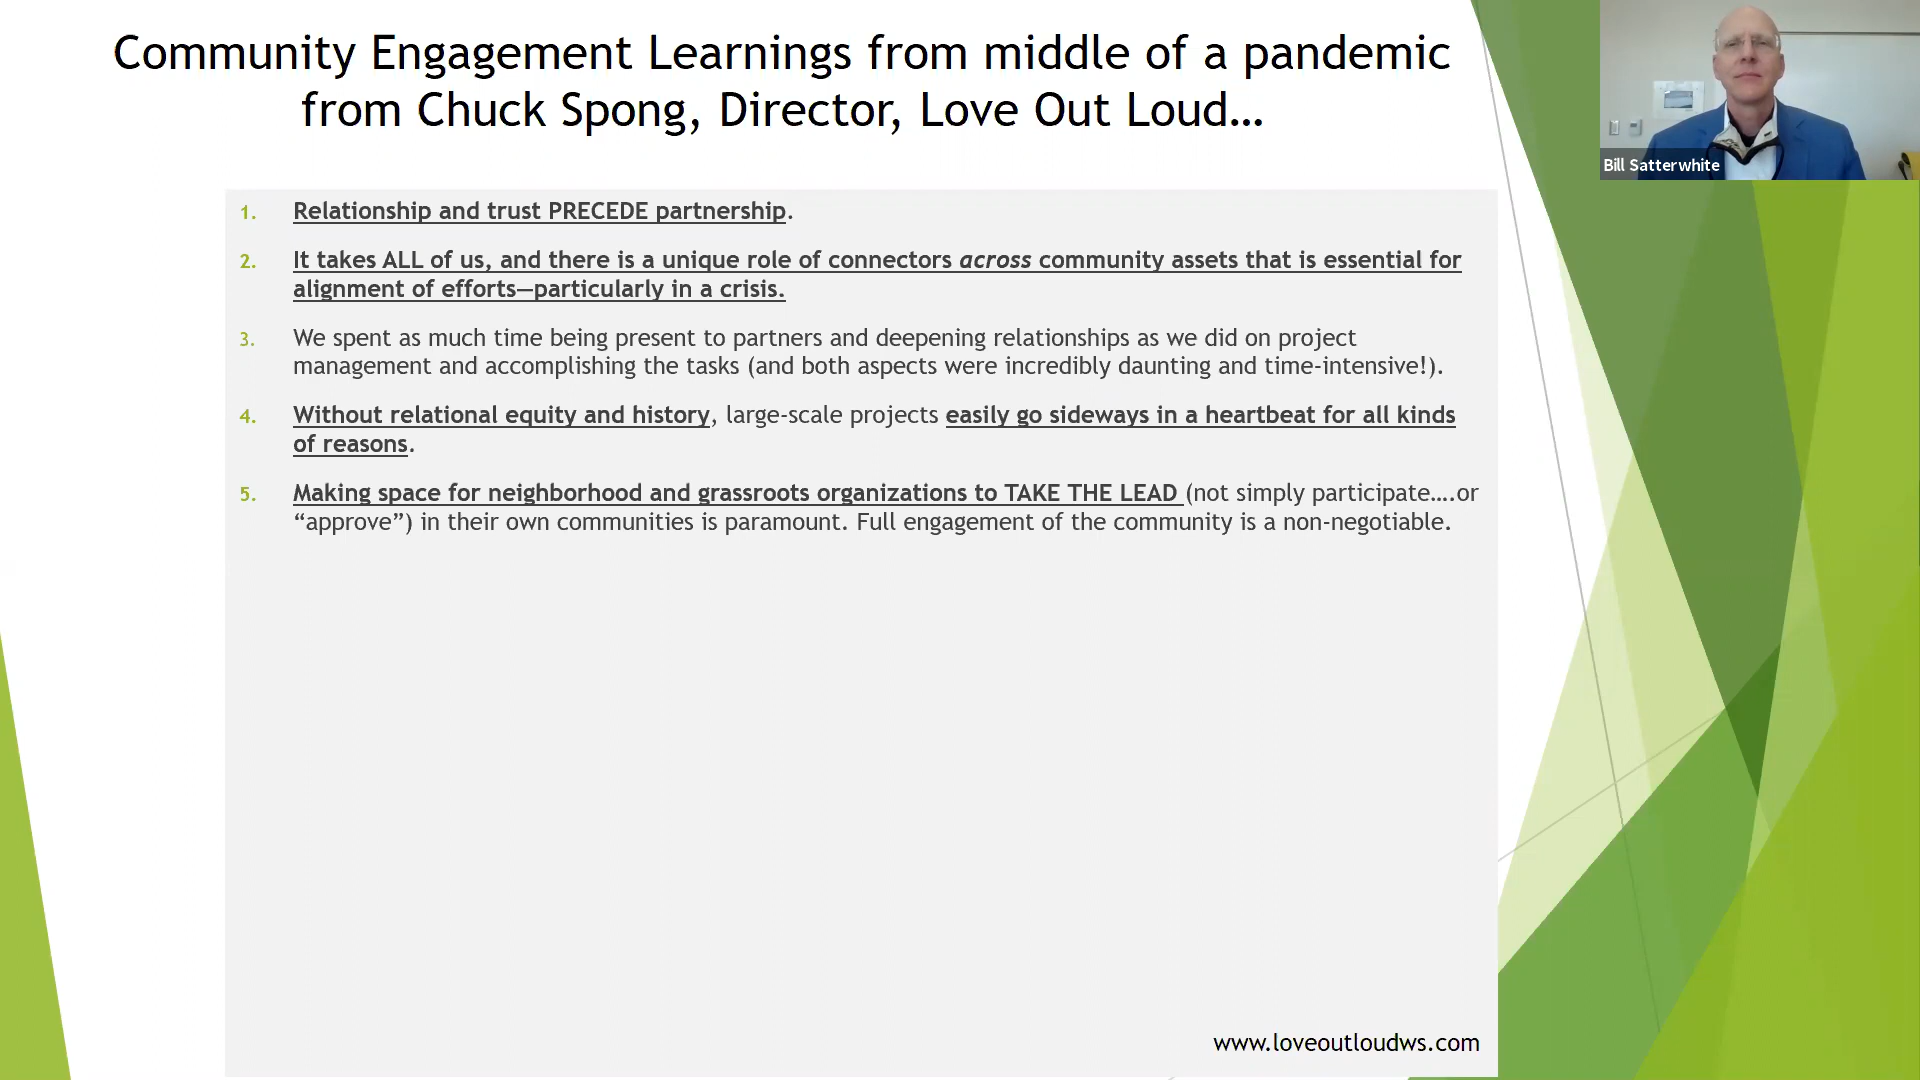 Community Engagement Learnings from middle of a pandemic
from Chuck Spong, Director, Love Out Loud…
Bill Satterwhite
1. Relationship and trust PRECEDE partnership.
2. It takes ALL of us, and there is a unique role of connectors across community assets that is essential for
alignment of efforts—particularly in a crisis.
3. We spent as much time being present to partners and deepening relationships as we did on project
management and accomplishing the tasks (and both aspects were incredibly daunting and time-intensive!).
4. Without relational equity and history, large-scale projects easily go sideways in a heartbeat for all kinds
of reasons.
5. Making space for neighborhood and grassroots organizations to TAKE THE LEAD (not simply participate….or
“approve”) in their own communities is paramount. Full engagement of the community is a non-negotiable.
www.loveoutloudws.com